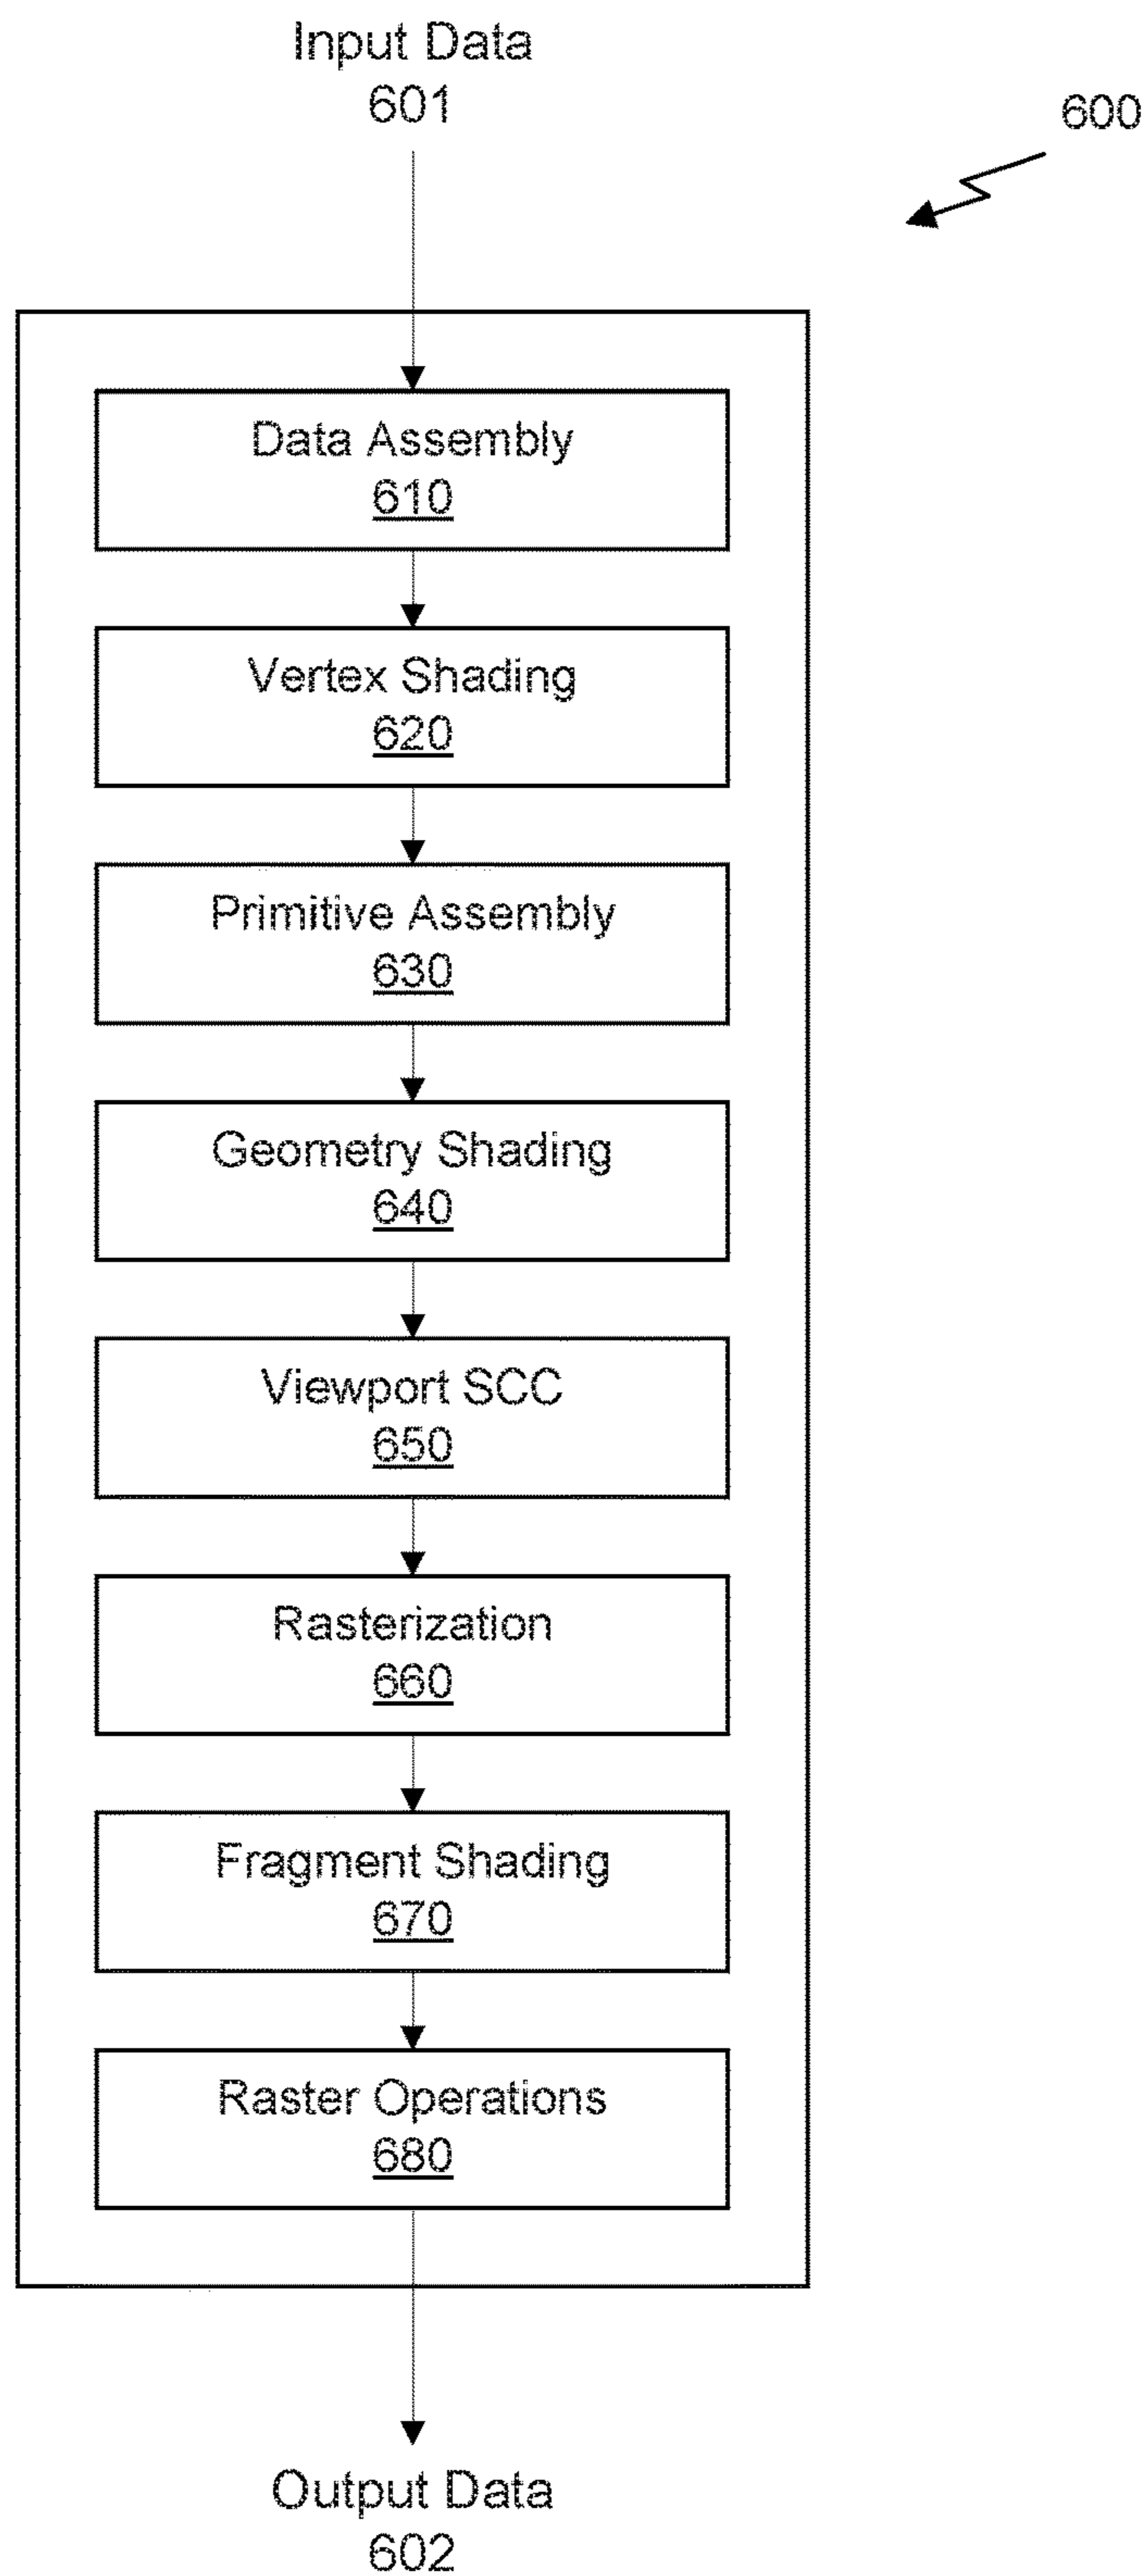 Input Data
601
600
Data Assembly
610
Vertex Shading
620
Primitive Assembly
630
Geometry Shading
640
Viewport SCC
650
Rasterization
660
Fragment Shading
670
Raster Operations
680
Output Data
602